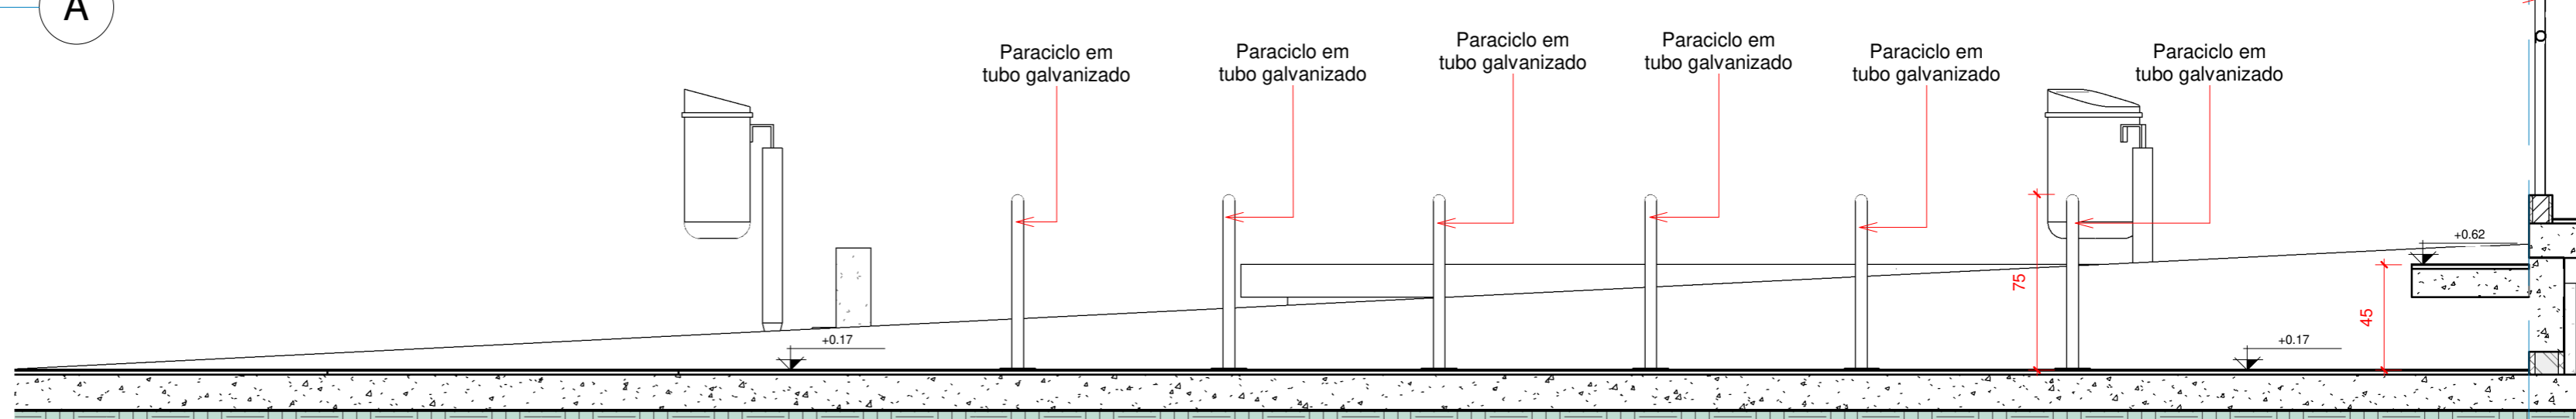 A
Paraciclo em
tubo galvanizado
Paraciclo em
tubo galvanizado
Paraciclo em
tubo galvanizado
Paraciclo em
tubo galvanizado
Paraciclo em
tubo galvanizado
Paraciclo em
tubo galvanizado
+0.62
75
45
+0.17
+0.17